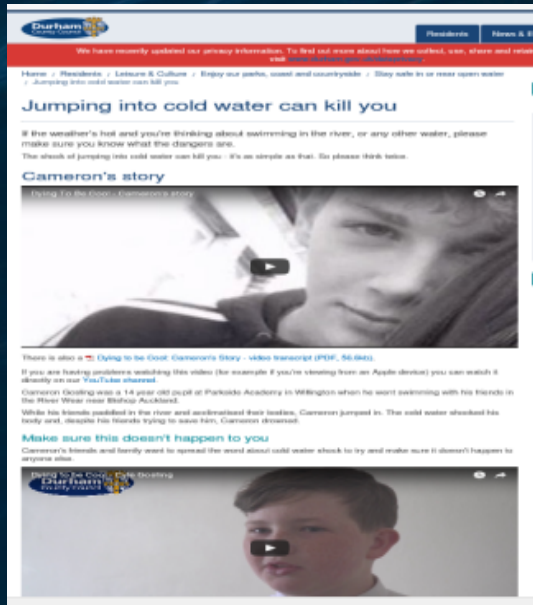 Durham
County Council
Residents
News & E
We have recently updated our privacy information. To find out more about how we collect, use, share and retain
visit
Home / Residents / Leisure & Culture / Enjoy our parks, coast and countryside / Stay safe in or near open water
/ Jumping into cold water can kill you
Jumping into cold water can kill you
If the weather's hot and you're thinking about swimming in the river, or any other water, please
make sure you know what the dangers are.
The shock of jumping into cold water can kill you - it's as simple as that. So please think twice.
Cameron's story
Dying To Be Cool - Cameron's story
There is also a Dying to be Cool: Cameron's Story - video transcript (PDF, 56.6kb).
If you are having problems watching this video (for example if you're viewing from an Apple device) you can watch it
directly on our YouTube channel.
Cameron Gosling was a 14 year old pupil at Parkside Academy in Willington when he went swimming with his friends in
the River Wear near Bishop Auckland.
While his friends paddled in the river and acclimatised their bodies, Cameron jumped in. The cold water shocked his
body and, despite his friends trying to save him, Cameron drowned.
Make sure this doesn't happen to you
Cameron's friends and family want to spread the word about cold water shock to try and make sure it doesn't happen to
anyone else.
Dying To Be Cool - Gosling
Durham
County Council